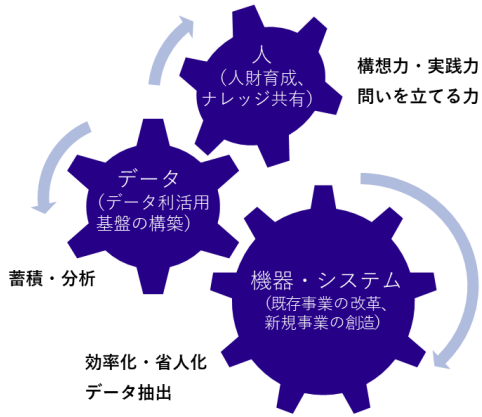 人
（人財育成、
ナレッジ共有）
構想力・実践力
問いを立てる力
データ
（データ利活用
基盤の構築）
蓄積・分析
機器・システム
（既存事業の改革、
新規事業の創造）
効率化・省人化
データ抽出